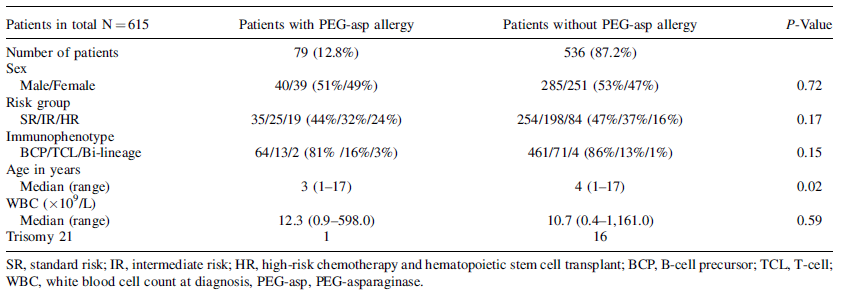 Patients in total N=615 Patients with PEG-asp allergy Patients without PEG-asp allergy P-Value
Number of patients 79 (12.8%) 536 (87.2%)
Sex
Male/Female 40/39 (51%/49%) 285/251 (53%/47%) 0.72
Risk group
SR/IR/HR 35/25/19 (44%/32%/24%) 254/198/84 (47%/37%/16%) 0.17
Immunophenotype
BCP/TCL/Bi-lineage 64/13/2 (81% /16%/3%) 461/71/4 (86%/13%/1%) 0.15
Age in years
Median (range) 3 (1–17) 4 (1–17) 0.02
WBC (×10⁹/L)
Median (range) 12.3 (0.9–598.0) 10.7 (0.4–1,161.0) 0.59
Trisomy 21 1 16
SR, standard risk; IR, intermediate risk; HR, high-risk chemotherapy and hematopoietic stem cell transplant; BCP, B-cell precursor; TCL, T-cell;
WBC, white blood cell count at diagnosis, PEG-asp, PEG-asparaginase.